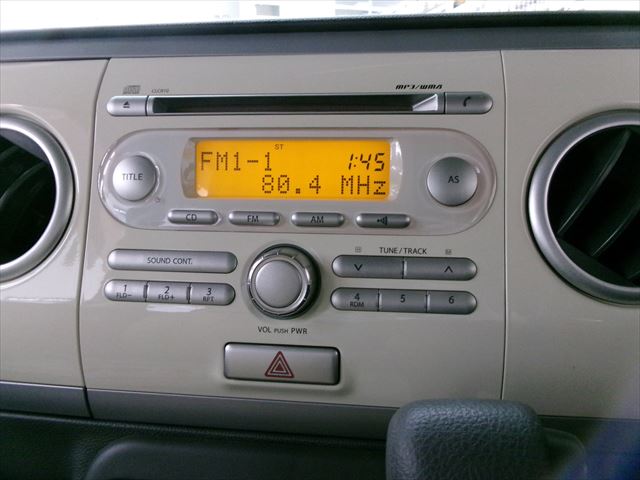 CLCR10
MP3/WMA
ST
FM1-1 1:45
80.4 MHz
TITLE
AS
CD
FM
AM
SOUND CONT.
TUNE/TRACK
1 2 3
FLD- FLD+ RPT
4 5 6
RDM
VOL PUSH PWR